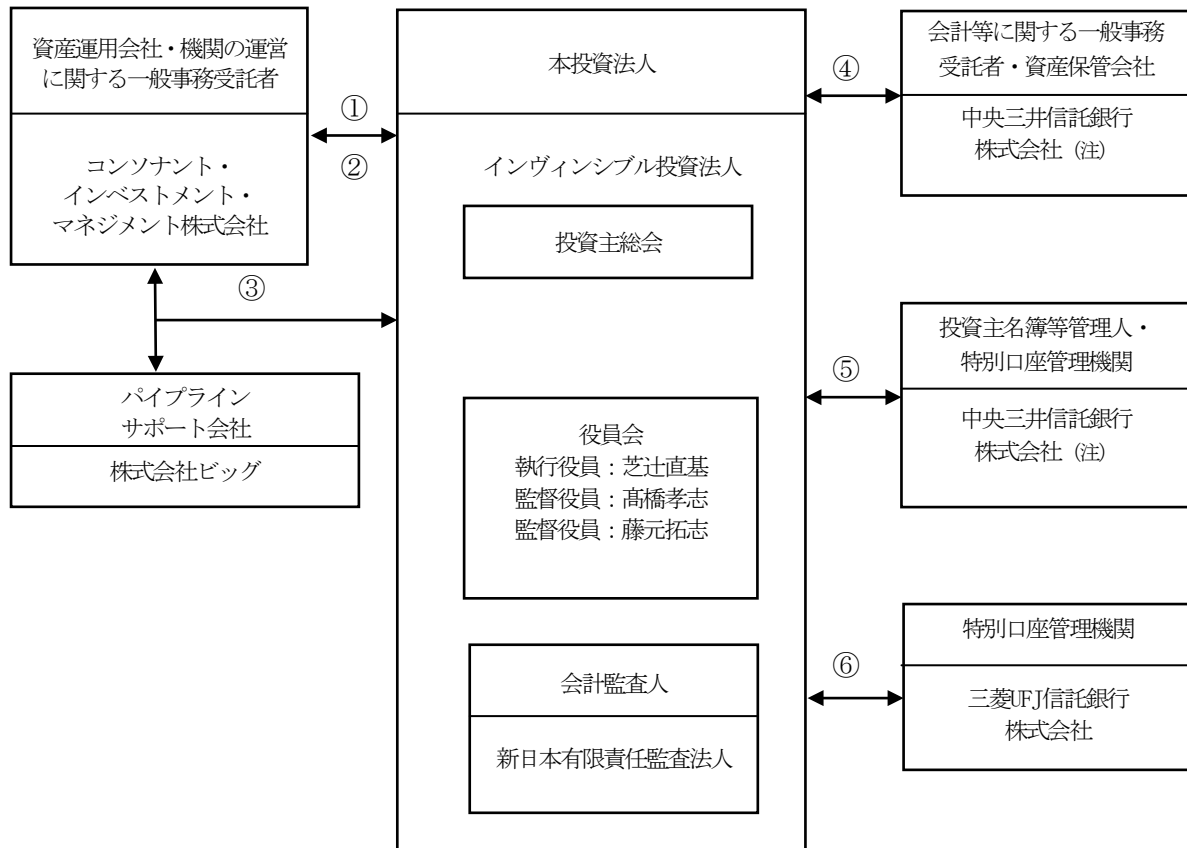 資産運用会社・機関の運営
に関する一般事務受託者
コンソナント・
インベストメント・
マネジメント株式会社
①
②
③
パイプライン
サポート会社
株式会社ビッグ
本投資法人
インヴィンシブル投資法人
投資主総会
役員会
執行役員：芝辻直基
監督役員：髙橋孝志
監督役員：藤元拓志
会計監査人
新日本有限責任監査法人
④
会計等に関する一般事務
受託者・資産保管会社
中央三井信託銀行
株式会社（注）
⑤
投資主名簿等管理人・
特別口座管理機関
中央三井信託銀行
株式会社（注）
⑥
特別口座管理機関
三菱UFJ信託銀行
株式会社